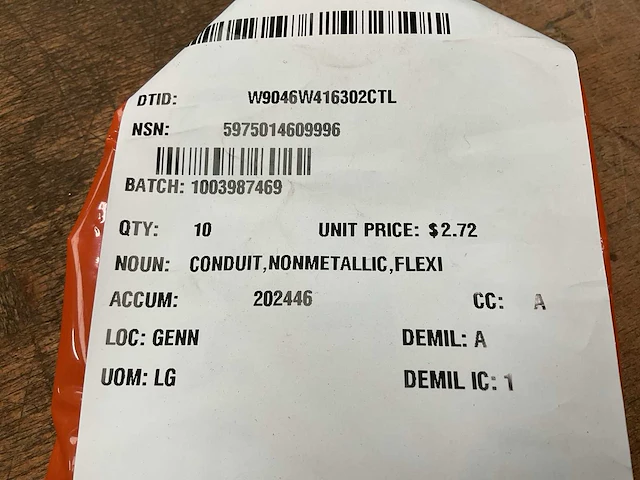 DTID: W9046W416302CTL
NSN: 5975014609996
BATCH: 1003987469
QTY: 10 UNIT PRICE: $2.72
NOUN: CONDUIT,NONMETALLIC,FLEXI
ACCUM: 202446 CC: A
LOC: GENN DEMIL: A
UOM: LG DEMIL IC: 1